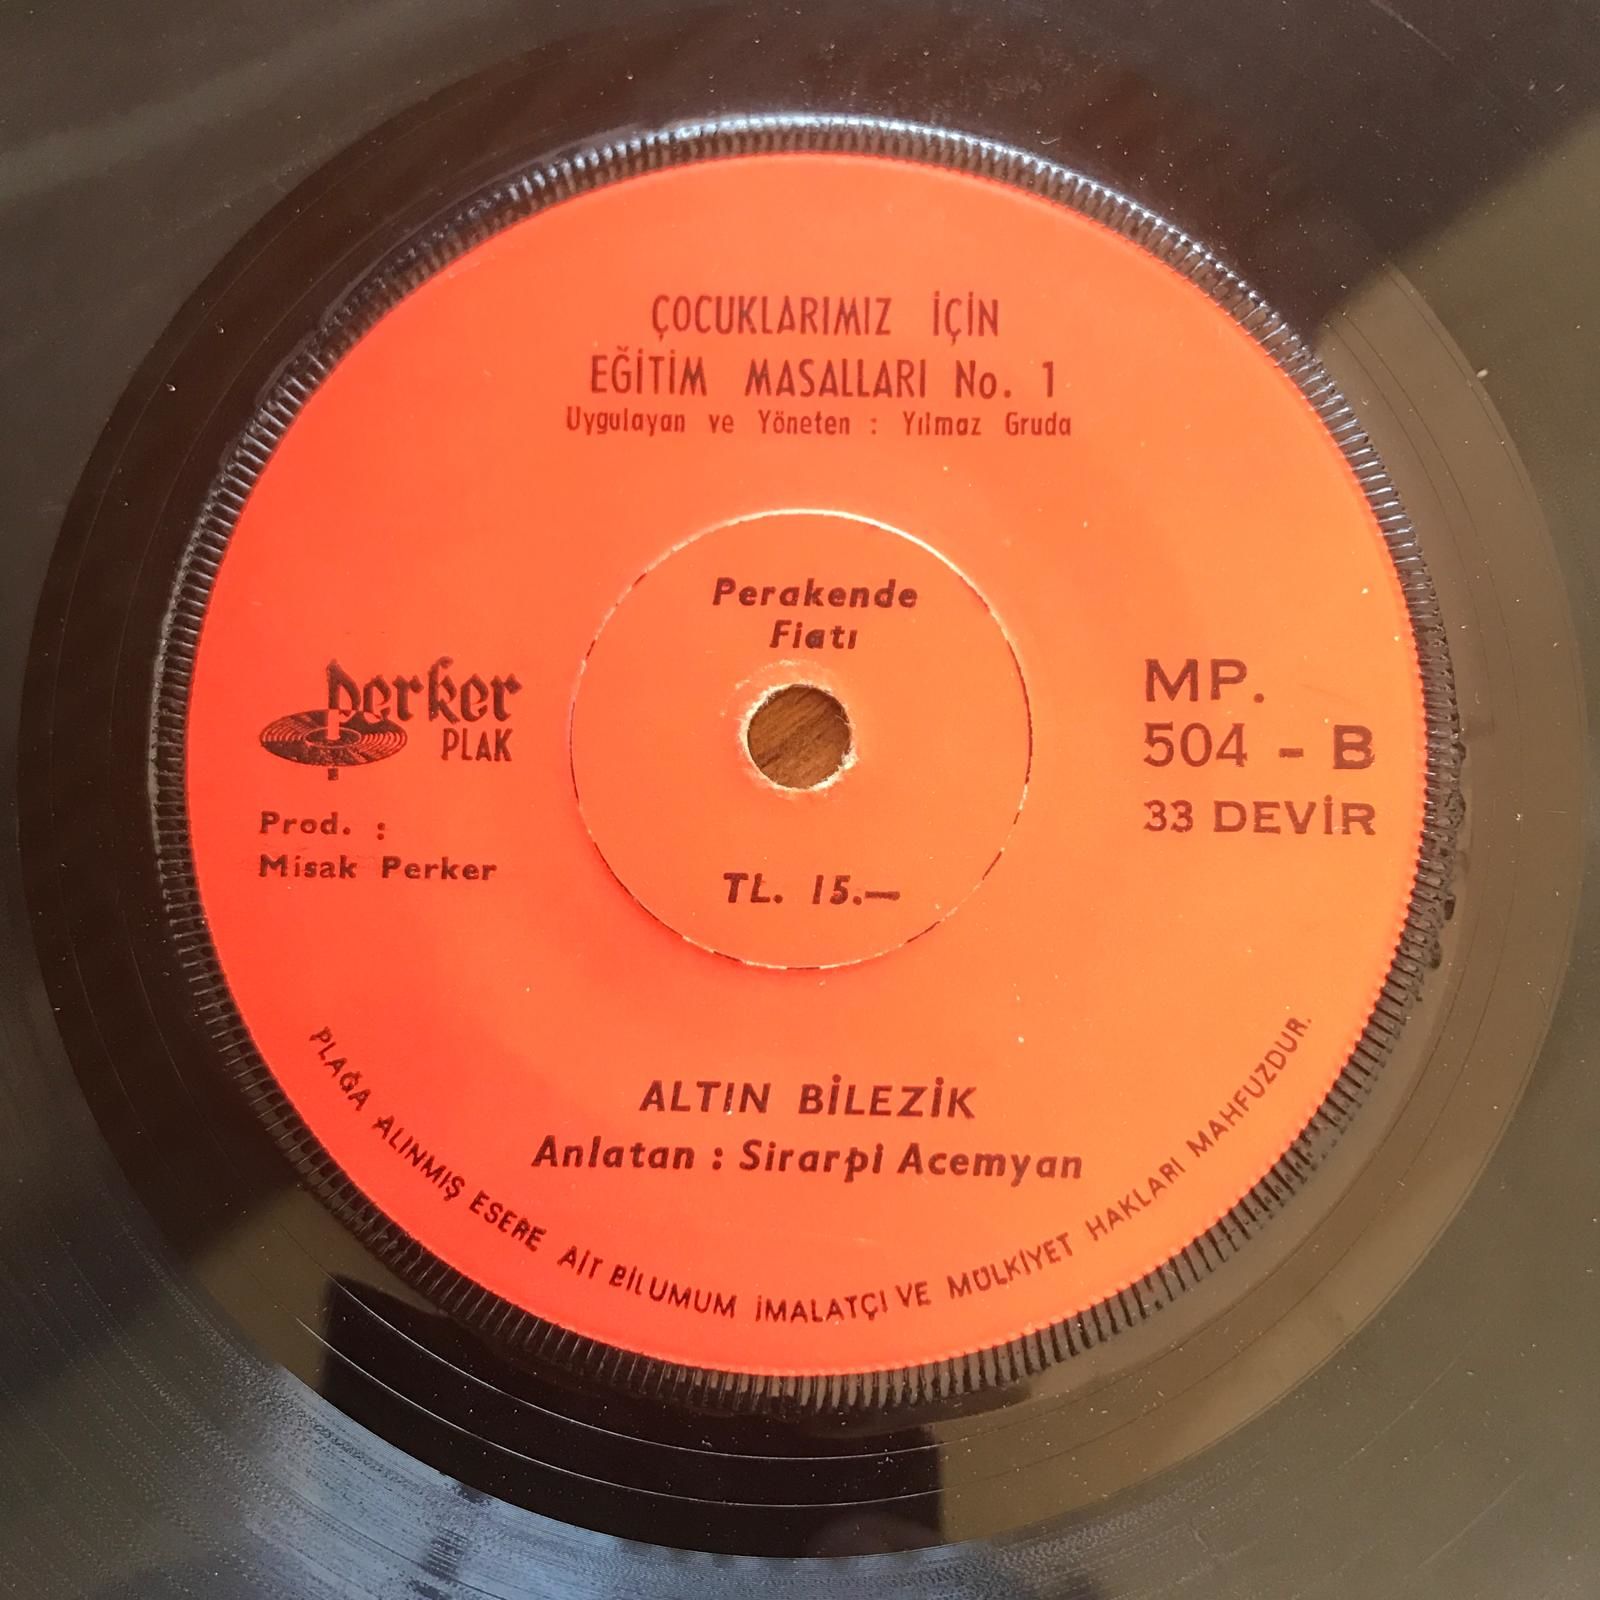 ÇOCUKLARIMIZ İÇİN
EĞİTİM MASALLARI No. 1
Uygulayan ve Yöneten : Yılmaz Gruda
Perakende
Fiatı
perker
PLAK
Prod. :
Misak Perker
MP.
504 - B
33 DEVİR
TL. 15.—
ALTIN BİLEZİK
Anlatan : Sirarpi Acemyan
PLAĞA ALINMIŞ ESERE AİT BİLUMUM İMALATÇI VE MÜLKİYET HAKLARI MAHFUZDUR.